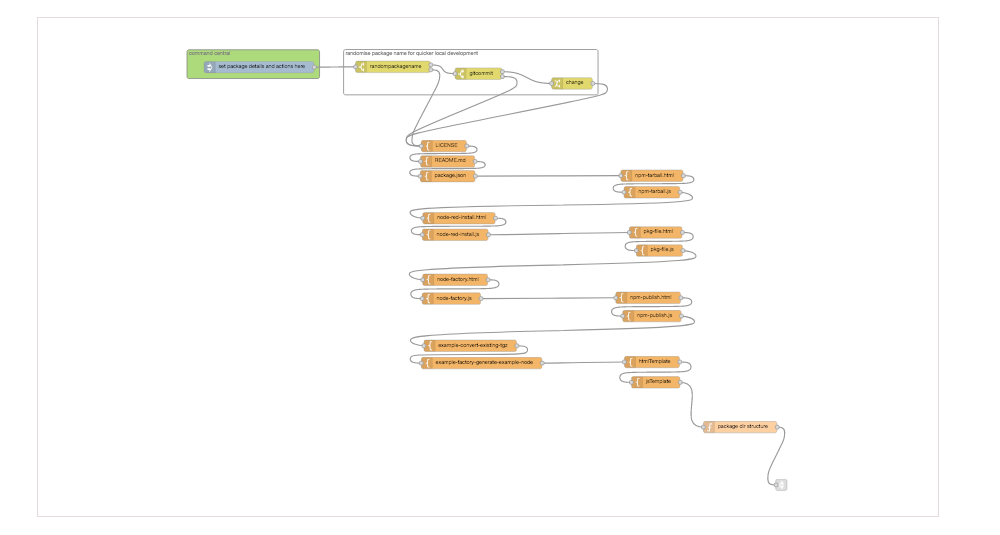 command central
set package details and actions here
randomise package name for quicker local development
randompackagename
gitcommit
change
LICENSE
README.md
package.json
npm-tarball.html
npm-tarball.js
node-red-install.html
node-red-install.js
pkg-file.html
pkg-file.js
node-factory.html
node-factory.js
npm-publish.html
npm-publish.js
example-convert-existing-tgz
example-factory-generate-example-node
htmlTemplate
jsTemplate
package dir structure